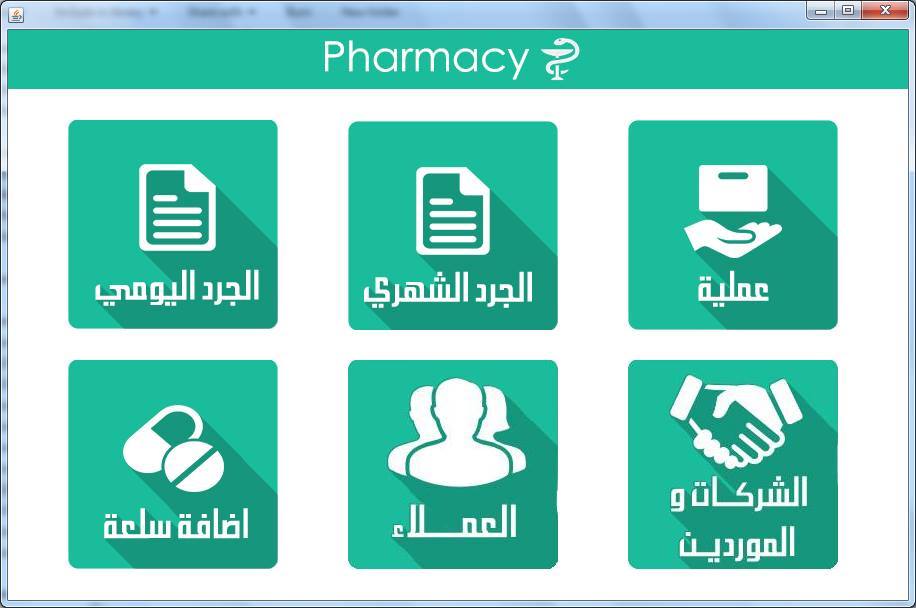 Pharmacy
عملية
الجرد الشهري
الجرد اليومي
الشركات و
الموردين
العملاء
اضافة سلعة